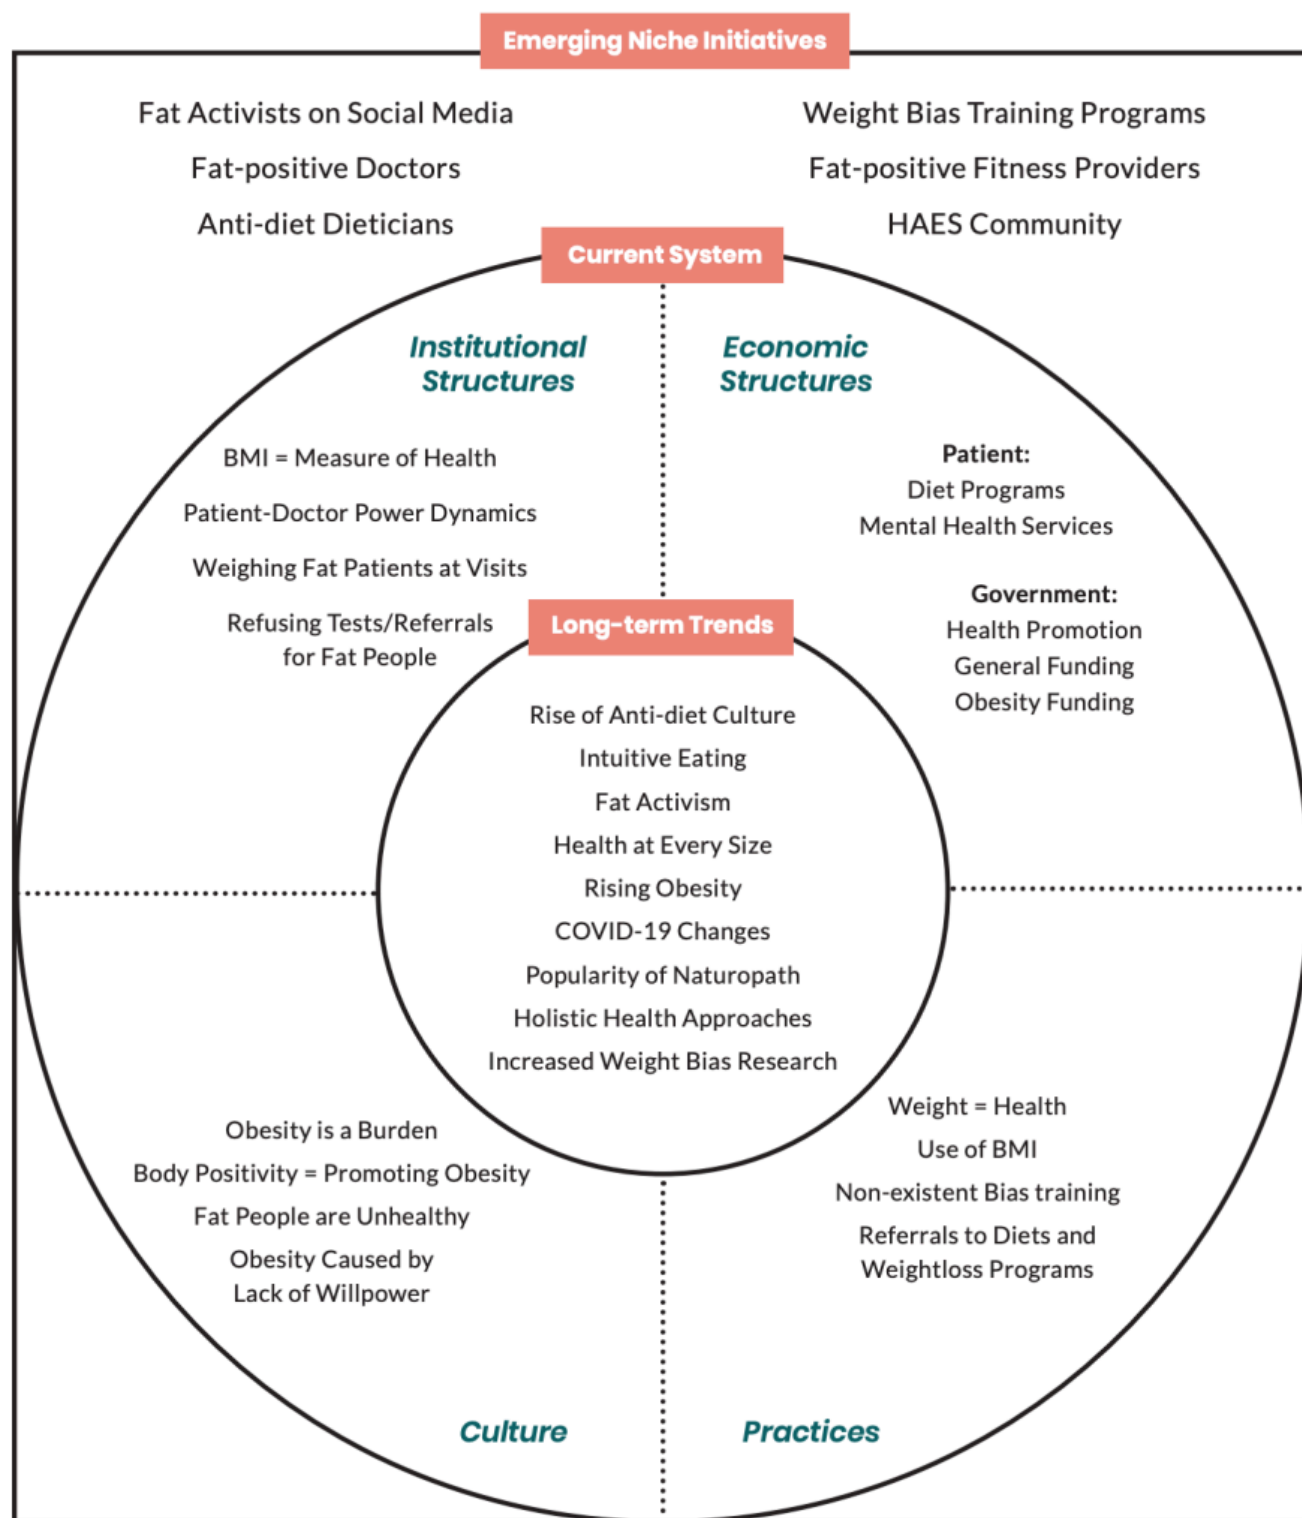 Emerging Niche Initiatives
Fat Activists on Social Media
Fat-positive Doctors
Anti-diet Dieticians
Weight Bias Training Programs
Fat-positive Fitness Providers
HAES Community
Current System
Institutional
Structures
BMI = Measure of Health
Patient-Doctor Power Dynamics
Weighing Fat Patients at Visits
Refusing Tests/Referrals
for Fat People
Economic
Structures
Patient:
Diet Programs
Mental Health Services
Government:
Health Promotion
General Funding
Obesity Funding
Long-term Trends
Rise of Anti-diet Culture
Intuitive Eating
Fat Activism
Health at Every Size
Rising Obesity
COVID-19 Changes
Popularity of Naturopath
Holistic Health Approaches
Increased Weight Bias Research
Obesity is a Burden
Body Positivity = Promoting Obesity
Fat People are Unhealthy
Obesity Caused by
Lack of Willpower
Culture
Weight = Health
Use of BMI
Non-existent Bias training
Referrals to Diets and
Weightloss Programs
Practices